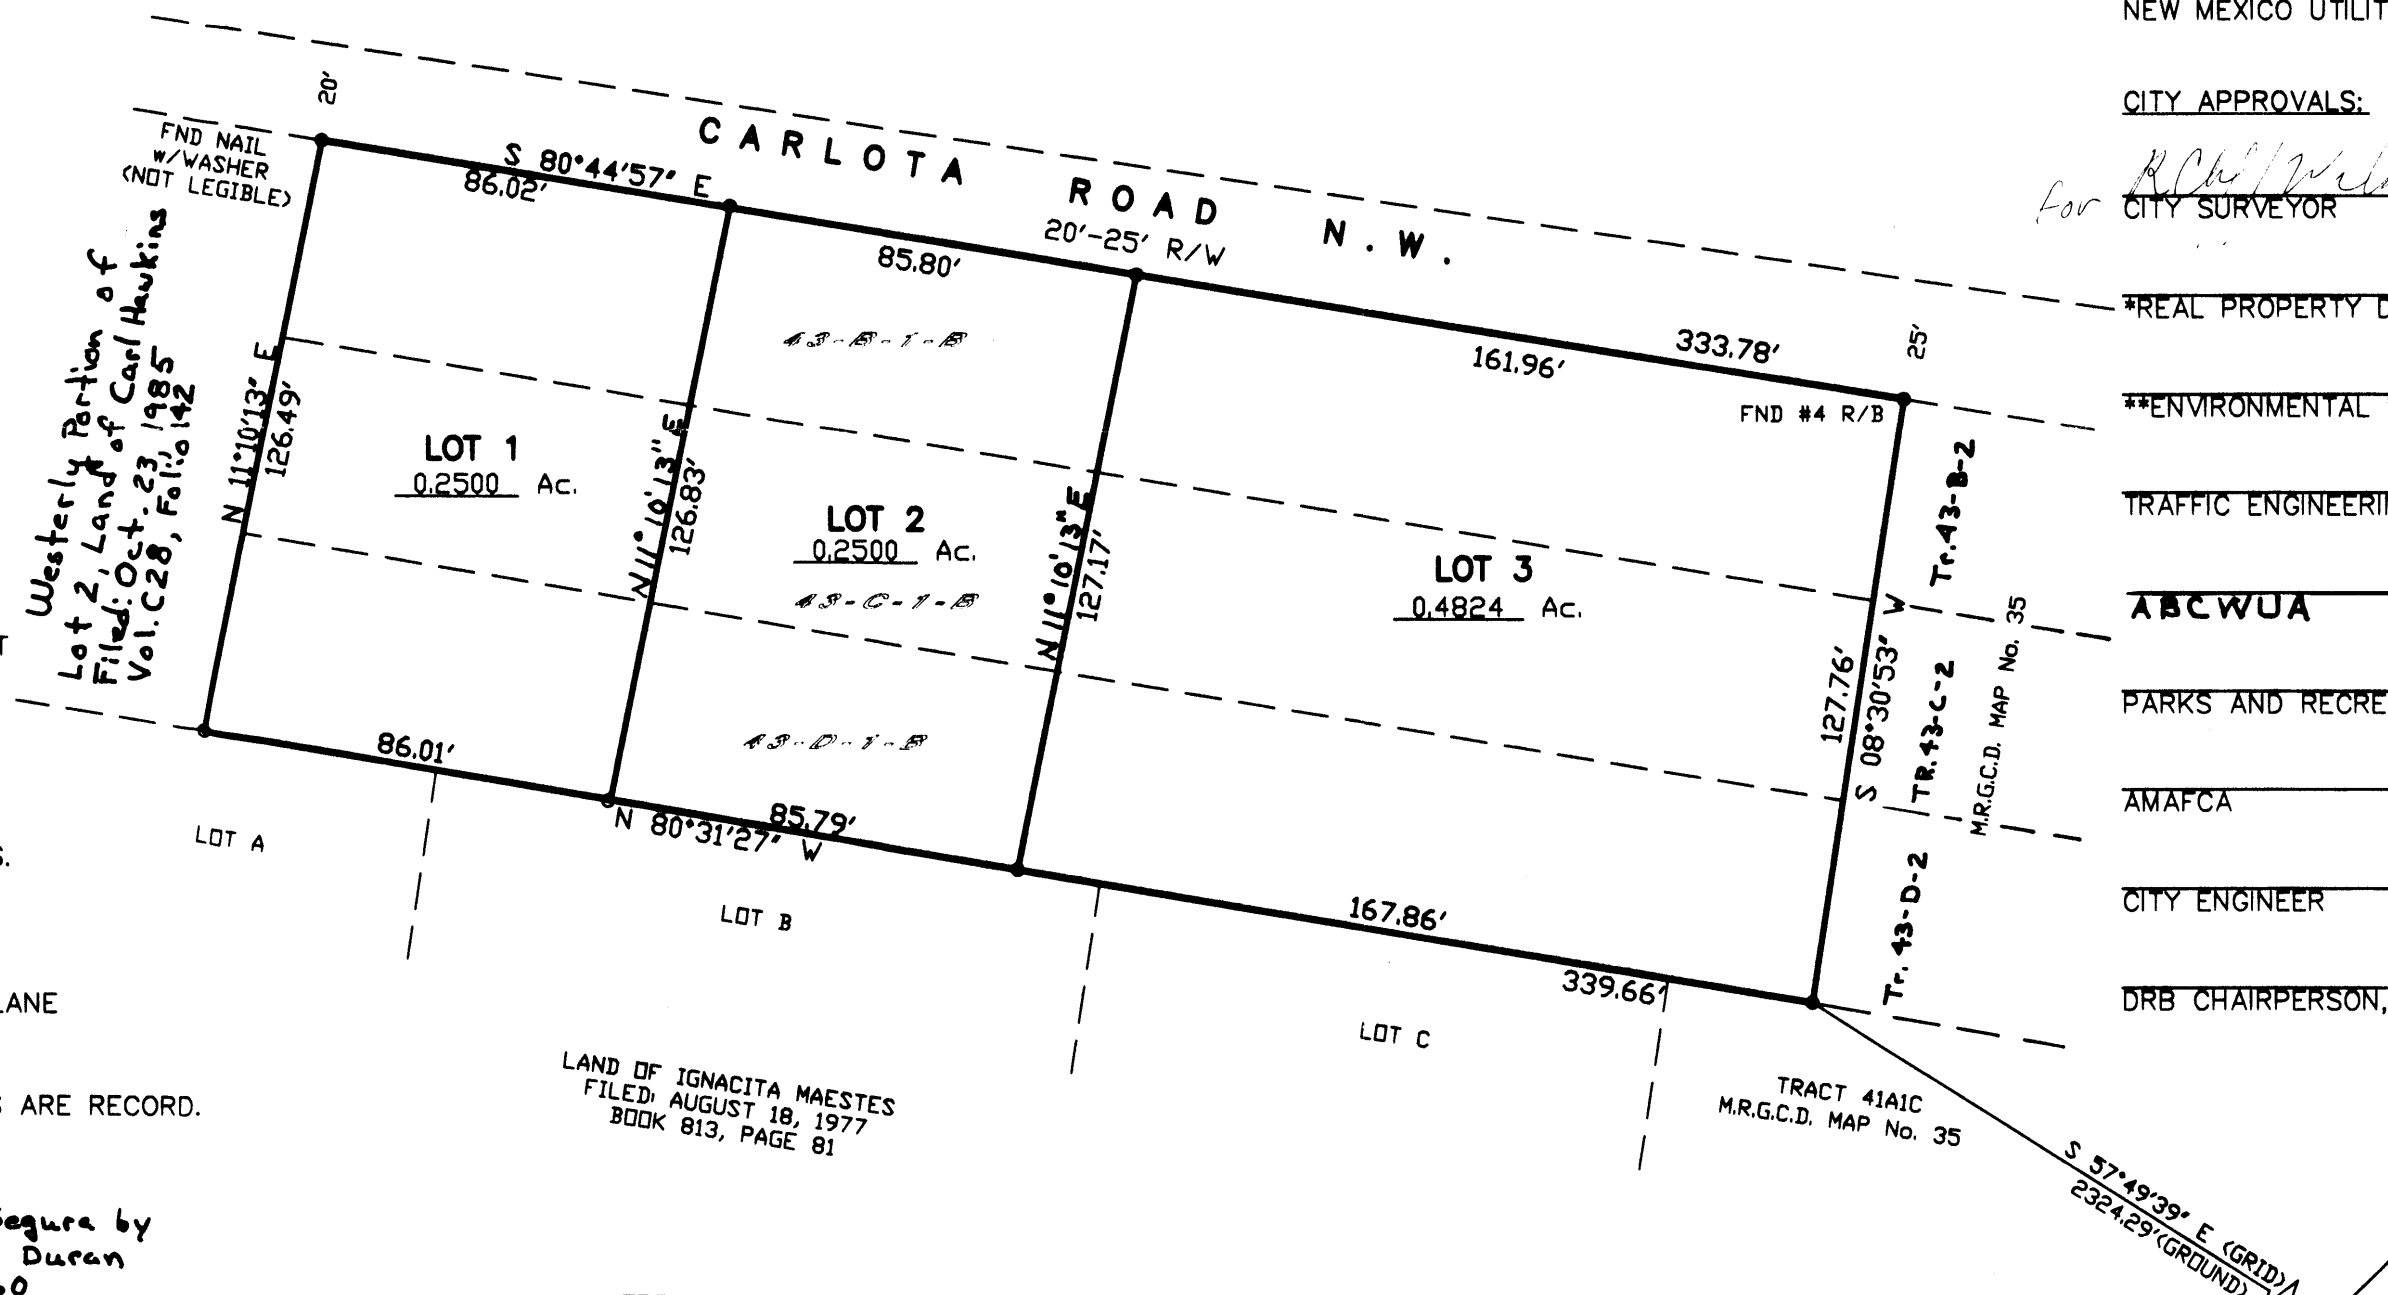 NEW MEXICO UTILIT
CITY APPROVALS:
for
CITY SURVEYOR
*REAL PROPERTY D
**ENVIRONMENTAL
TRAFFIC ENGINEERI
ABCWUA
PARKS AND RECRE
AMAFCA
CITY ENGINEER
DRB CHAIRPERSON,
20'
FND NAIL
w/WASHER
(NOT LEGIBLE)
CARLOTA ROAD N.W.
20'-25' R/W
S 80°44'57" E
86.02'
85.80'
161.96'
333.78'
25'
FND #4 R/B
Westerly Portion of
Lot 2, Land of Carl Hawkins
Filed: Oct. 23, 1985
Vol. C28, Folio 142
N 11°10'13" E
126.49'
LOT 1
0.2500 Ac.
N 11°10'13" E
126.83'
43-B-1-B
LOT 2
0.2500 Ac.
43-C-1-B
43-D-1-B
N 11°10'13" E
127.17'
LOT 3
0.4824 Ac.
127.76'
S 08°30'53" W
Tr. 43-B-2
TR. 43-C-2
Tr. 43-D-2
M.R.G.C.D. MAP No. 35
86.01'
85.79'
N 80°31'27" W
167.86'
339.66'
LOT A
LOT B
LOT C
LAND OF IGNACITA MAESTES
FILED: AUGUST 18, 1977
BOOK 813, PAGE 81
TRACT 41A1C
M.R.G.C.D. MAP No. 35
S 57°49'39" E (GRID)
2324.29' (GROUND)
T
S.
LANE
S ARE RECORD.
Segura by
Duran